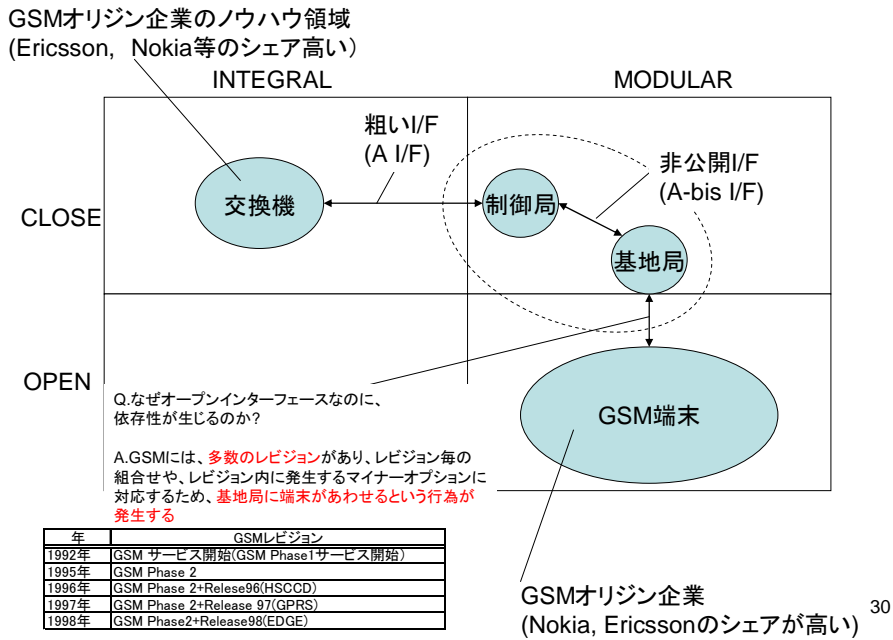 GSMオリジン企業のノウハウ領域
(Ericsson, Nokia等のシェア高い)
INTEGRAL
MODULAR
粗いI/F
(A I/F)
非公開I/F
(A-bis I/F)
CLOSE
交換機
制御局
基地局
OPEN
GSM端末
Q.なぜオープンインターフェースなのに、
依存性が生じるのか?
A.GSMには、多数のレビジョンがあり、レビジョン毎の
組合せや、レビジョン内に発生するマイナーオプションに
対応するため、基地局に端末があわせるという行為が
発生する
年 GSMレビジョン
1992年 GSM サービス開始(GSM Phase1サービス開始)
1995年 GSM Phase 2
1996年 GSM Phase 2+Relese96(HSCCD)
1997年 GSM Phase 2+Release 97(GPRS)
1998年 GSM Phase2+Release98(EDGE)
GSMオリジン企業
(Nokia, Ericssonのシェアが高い)
30